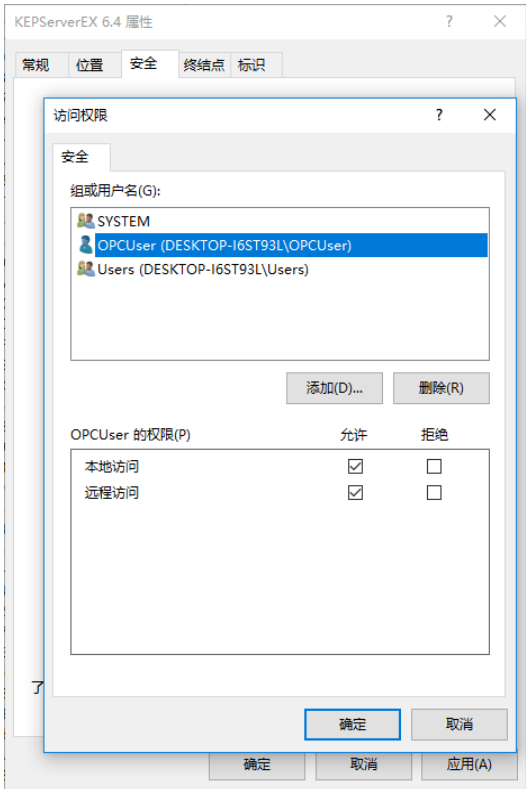 KEPServerEX 6.4 属性
常规 位置 安全 终结点 标识
访问权限
安全
组或用户名(G):
SYSTEM
OPCUser (DESKTOP-I6ST93L\OPCUser)
Users (DESKTOP-I6ST93L\Users)
添加(D)... 删除(R)
OPCUser 的权限(P) 允许 拒绝
本地访问
远程访问
了
确定 取消
确定 取消 应用(A)